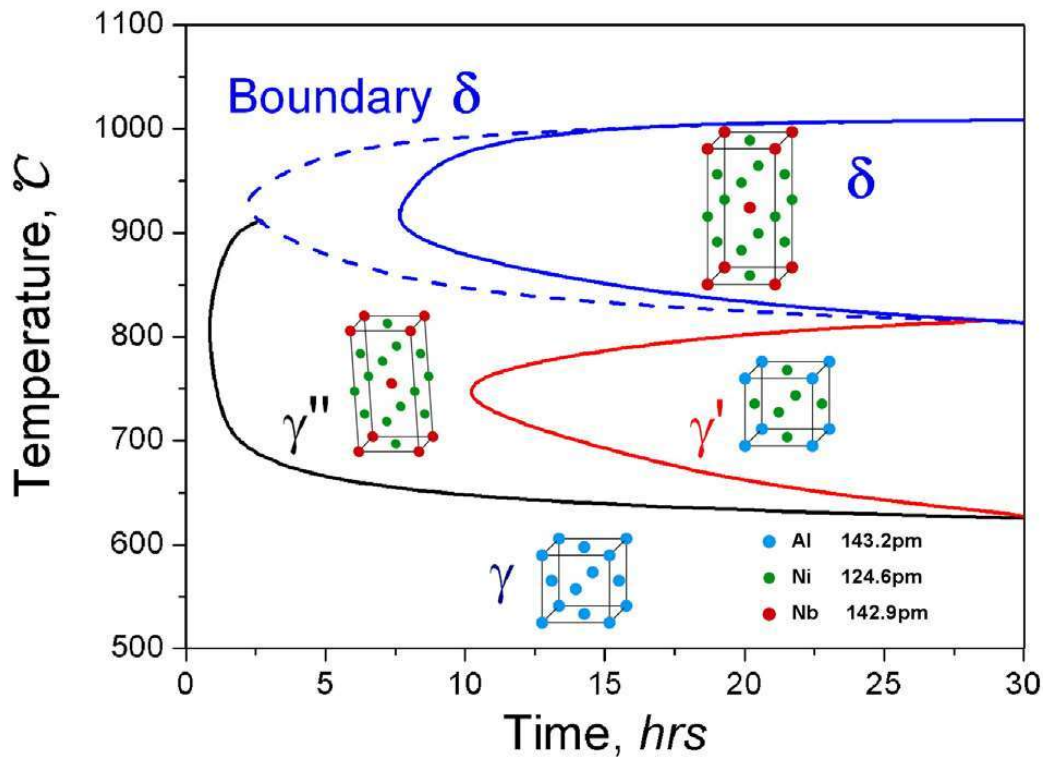 1100
Boundary δ
1000
δ
900
800
γ''
γ'
700
600
γ
Al 143.2pm
Ni 124.6pm
Nb 142.9pm
500
0 5 10 15 20 25 30
Time, hrs
Temperature, ℃